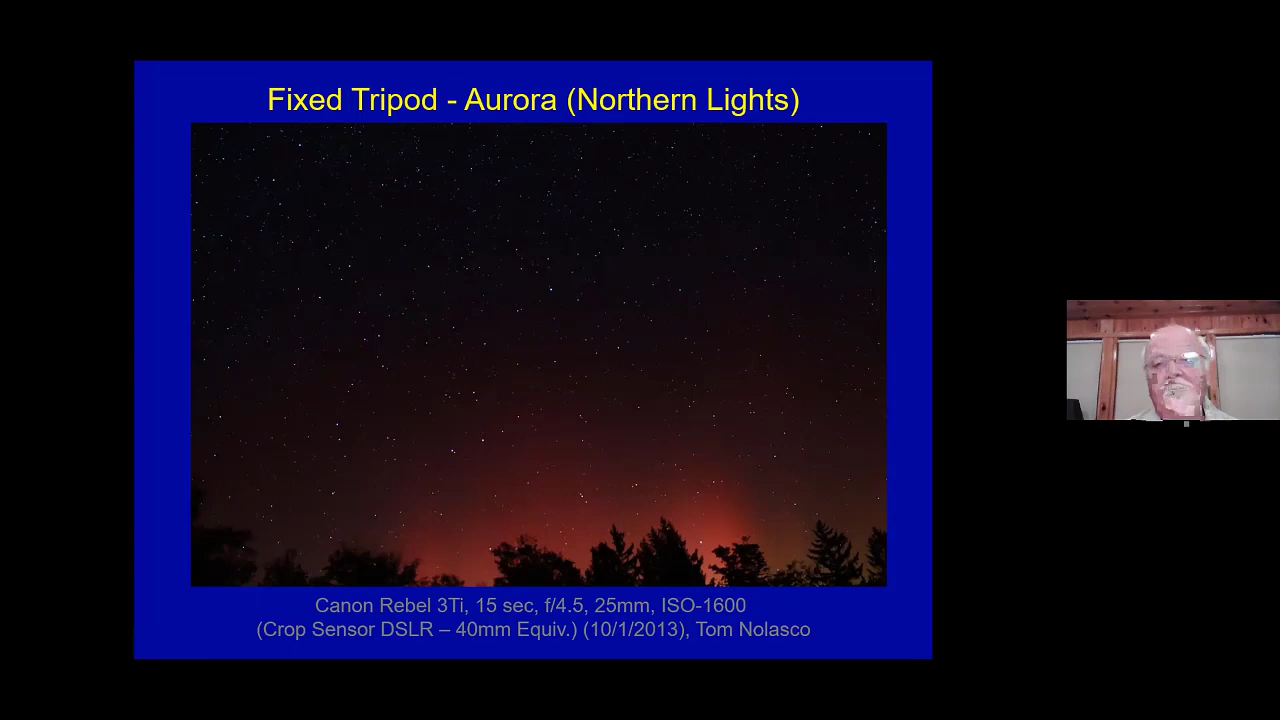 Fixed Tripod - Aurora (Northern Lights)
Canon Rebel 3Ti, 15 sec, f/4.5, 25mm, ISO-1600
(Crop Sensor DSLR – 40mm Equiv.) (10/1/2013), Tom Nolasco